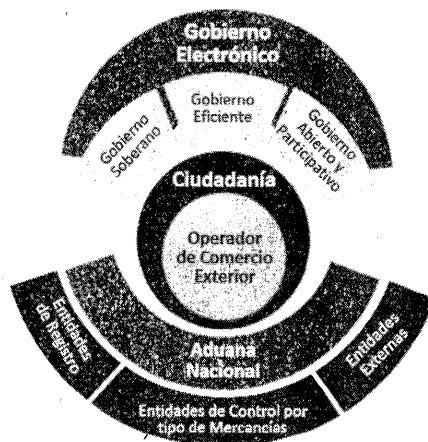 Gobierno
Electrónico
Gobierno
Soberano
Gobierno
Eficiente
Gobierno
Abierto y
Participativo
Ciudadanía
Operador
de Comercio
Exterior
Aduana
Nacional
Entidades
de Registro
Entidades de Control por
tipo de Mercancías
Entidades
Externas